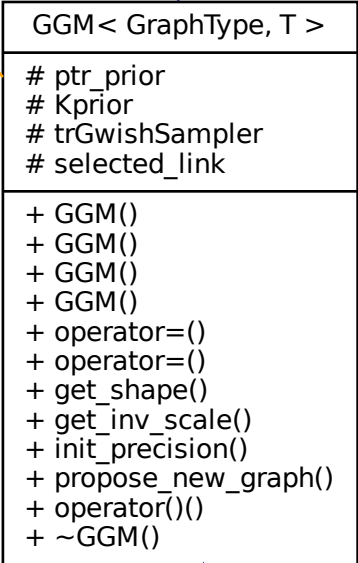 GGM< GraphType, T >
# ptr_prior
# Kprior
# trGwishSampler
# selected_link
+ GGM()
+ GGM()
+ GGM()
+ GGM()
+ operator=()
+ operator=()
+ get_shape()
+ get_inv_scale()
+ init_precision()
+ propose_new_graph()
+ operator()()
+ ~GGM()